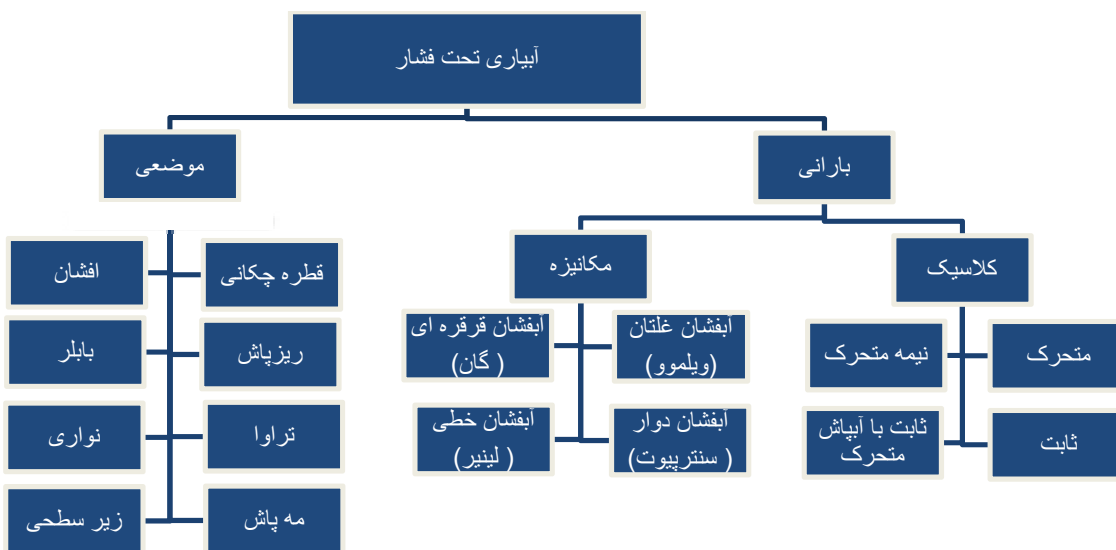 آبیاری تحت فشار
بارانی
موضعی
کلاسیک
مکانیزه
متحرک
نیمه متحرک
ثابت
ثابت با آبپاش
متحرک
آبفشان غلتان
(ویلموو)
آبفشان قرقره ای
( گان)
آبفشان دوار
( سنترپیوت)
آبفشان خطی
( لینیر)
قطره چکانی
افشان
ریزپاش
بابلر
تراوا
نواری
مه پاش
زیر سطحی